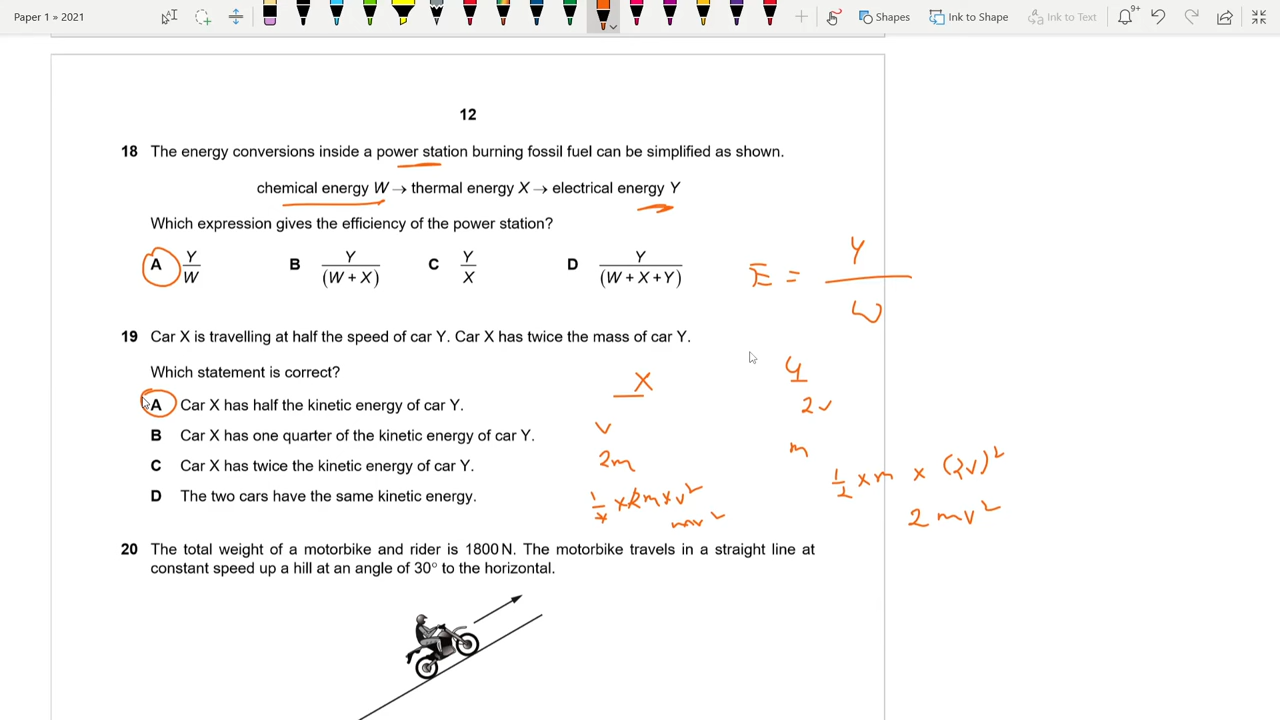 Paper 1 » 2021
Shapes
Ink to Shape
Ink to Text
9+
12
18 The energy conversions inside a power station burning fossil fuel can be simplified as shown.
chemical energy W → thermal energy X → electrical energy Y
Which expression gives the efficiency of the power station?
A Y/W B Y/(W + X) C Y/X D Y/(W + X + Y)
E = Y/W
19 Car X is travelling at half the speed of car Y. Car X has twice the mass of car Y.
Which statement is correct?
A Car X has half the kinetic energy of car Y.
B Car X has one quarter of the kinetic energy of car Y.
C Car X has twice the kinetic energy of car Y.
D The two cars have the same kinetic energy.
X
v
2m
1/2 x 2m x v²
mv²
Y
2v
m
1/2 x m x (2v)²
2 mv²
20 The total weight of a motorbike and rider is 1800 N. The motorbike travels in a straight line at
constant speed up a hill at an angle of 30° to the horizontal.